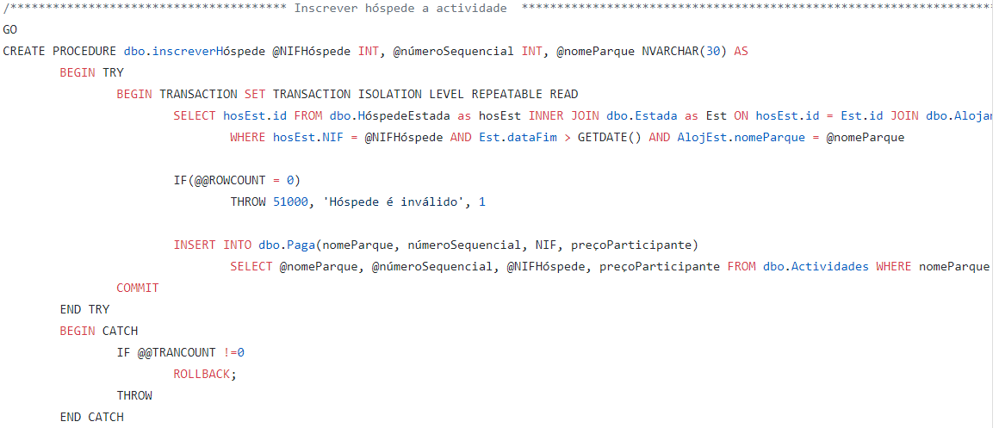 /*************************************** Inscrever hóspede a actividade  *******************************************************************
GO
CREATE PROCEDURE dbo.inscreverHóspede @NIFHóspede INT, @númeroSequencial INT, @nomeParque NVARCHAR(30) AS
BEGIN TRY
BEGIN TRANSACTION SET TRANSACTION ISOLATION LEVEL REPEATABLE READ
SELECT hosEst.id FROM dbo.HóspedeEstada as hosEst INNER JOIN dbo.Estada as Est ON hosEst.id = Est.id JOIN
WHERE hosEst.NIF = @NIFHóspede AND Est.dataFim > GETDATE() AND AlojEst.nomeParque = @nomeParque
IF(@@ROWCOUNT = 0)
THROW 51000, 'Hóspede é inválido', 1
INSERT INTO dbo.Paga(nomeParque, númeroSequencial, NIF, preçoParticipante)
SELECT @nomeParque, @númeroSequencial, @NIFHóspede, preçoParticipante FROM dbo.Actividades WHERE nomeParque
COMMIT
END TRY
BEGIN CATCH
IF @@TRANCOUNT !=0
ROLLBACK;
THROW
END CATCH